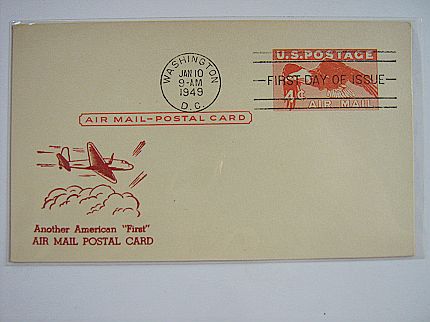 WASHINGTON
JAN 10
9-AM
1949
D.C.
U.S. POSTAGE
FIRST DAY OF ISSUE
4¢
AIR MAIL
AIR MAIL-POSTAL CARD
Another American "First"
AIR MAIL POSTAL CARD